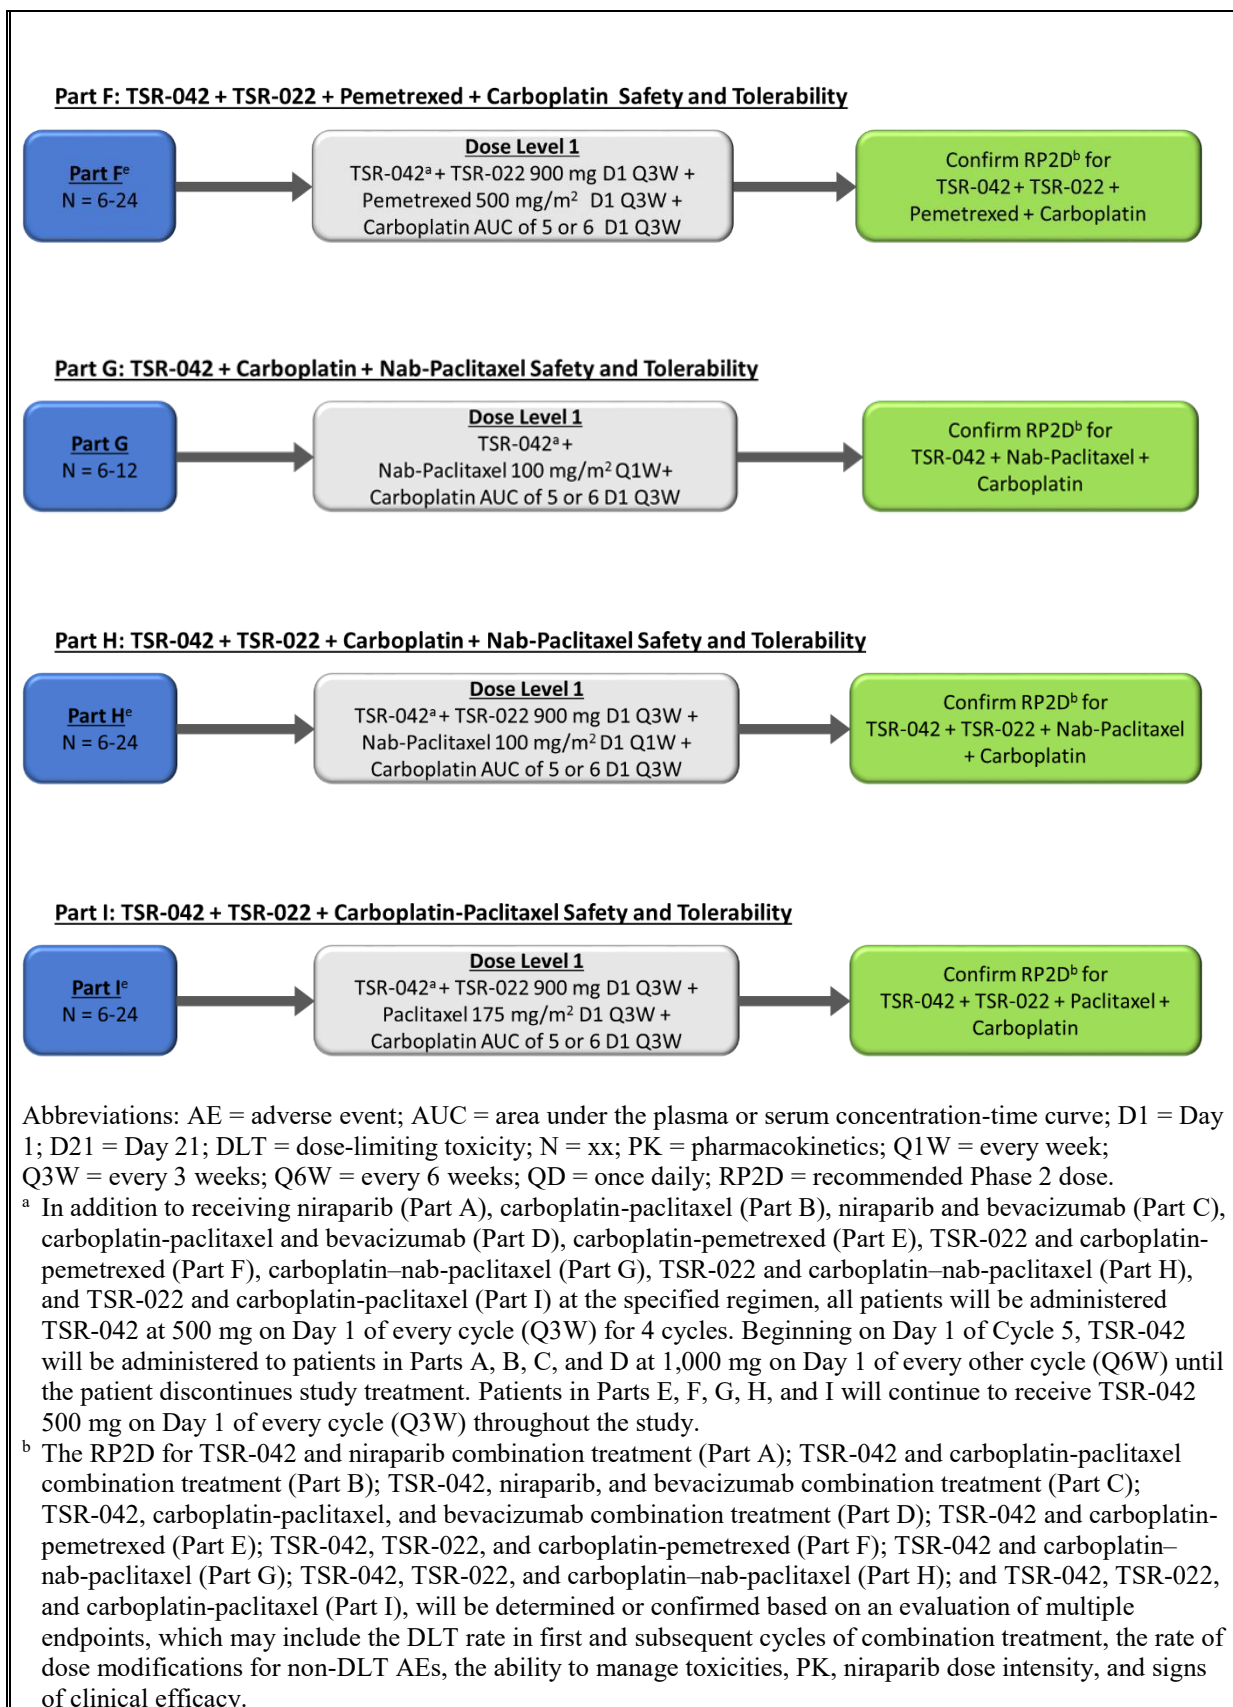 Part F: TSR-042 + TSR-022 + Pemetrexed + Carboplatin Safety and Tolerability
Part Fᵉ
N = 6-24
Dose Level 1
TSR-042ᵃ + TSR-022 900 mg D1 Q3W +
Pemetrexed 500 mg/m² D1 Q3W +
Carboplatin AUC of 5 or 6 D1 Q3W
Confirm RP2Dᵇ for
TSR-042 + TSR-022 +
Pemetrexed + Carboplatin
Part G: TSR-042 + Carboplatin + Nab-Paclitaxel Safety and Tolerability
Part G
N = 6-12
Dose Level 1
TSR-042ᵃ +
Nab-Paclitaxel 100 mg/m² Q1W+
Carboplatin AUC of 5 or 6 D1 Q3W
Confirm RP2Dᵇ for
TSR-042 + Nab-Paclitaxel +
Carboplatin
Part H: TSR-042 + TSR-022 + Carboplatin + Nab-Paclitaxel Safety and Tolerability
Part Hᵉ
N = 6-24
Dose Level 1
TSR-042ᵃ + TSR-022 900 mg D1 Q3W +
Nab-Paclitaxel 100 mg/m² D1 Q1W +
Carboplatin AUC of 5 or 6 D1 Q3W
Confirm RP2Dᵇ for
TSR-042 + TSR-022 + Nab-Paclitaxel
+ Carboplatin
Part I: TSR-042 + TSR-022 + Carboplatin-Paclitaxel Safety and Tolerability
Part Iᵉ
N = 6-24
Dose Level 1
TSR-042ᵃ + TSR-022 900 mg D1 Q3W +
Paclitaxel 175 mg/m² D1 Q3W +
Carboplatin AUC of 5 or 6 D1 Q3W
Confirm RP2Dᵇ for
TSR-042 + TSR-022 + Paclitaxel +
Carboplatin
Abbreviations: AE = adverse event; AUC = area under the plasma or serum concentration-time curve; D1 = Day
1; D21 = Day 21; DLT = dose-limiting toxicity; N = xx; PK = pharmacokinetics; Q1W = every week;
Q3W = every 3 weeks; Q6W = every 6 weeks; QD = once daily; RP2D = recommended Phase 2 dose.
ᵃ In addition to receiving niraparib (Part A), carboplatin-paclitaxel (Part B), niraparib and bevacizumab (Part C),
carboplatin-paclitaxel and bevacizumab (Part D), carboplatin-pemetrexed (Part E), TSR-022 and carboplatin-
pemetrexed (Part F), carboplatin–nab-paclitaxel (Part G), TSR-022 and carboplatin–nab-paclitaxel (Part H),
and TSR-022 and carboplatin-paclitaxel (Part I) at the specified regimen, all patients will be administered
TSR-042 at 500 mg on Day 1 of every cycle (Q3W) for 4 cycles. Beginning on Day 1 of Cycle 5, TSR-042
will be administered to patients in Parts A, B, C, and D at 1,000 mg on Day 1 of every other cycle (Q6W) until
the patient discontinues study treatment. Patients in Parts E, F, G, H, and I will continue to receive TSR-042
500 mg on Day 1 of every cycle (Q3W) throughout the study.
ᵇ The RP2D for TSR-042 and niraparib combination treatment (Part A); TSR-042 and carboplatin-paclitaxel
combination treatment (Part B); TSR-042, niraparib, and bevacizumab combination treatment (Part C);
TSR-042, carboplatin-paclitaxel, and bevacizumab combination treatment (Part D); TSR-042 and carboplatin-
pemetrexed (Part E); TSR-042, TSR-022, and carboplatin-pemetrexed (Part F); TSR-042 and carboplatin–
nab-paclitaxel (Part G); TSR-042, TSR-022, and carboplatin–nab-paclitaxel (Part H); and TSR-042, TSR-022,
and carboplatin-paclitaxel (Part I), will be determined or confirmed based on an evaluation of multiple
endpoints, which may include the DLT rate in first and subsequent cycles of combination treatment, the rate of
dose modifications for non-DLT AEs, the ability to manage toxicities, PK, niraparib dose intensity, and signs
of clinical efficacy.